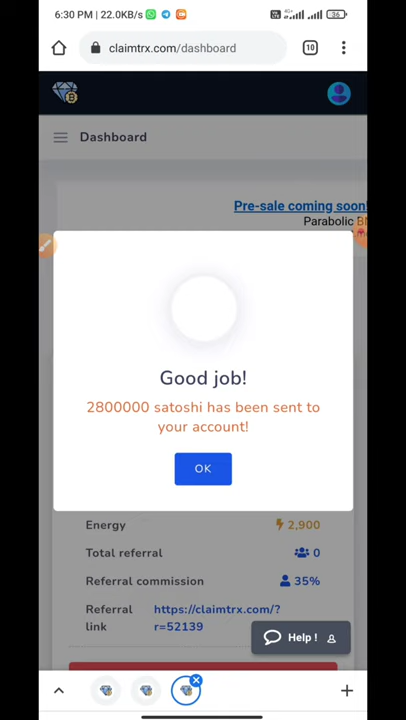 6:30 PM | 22.0KB/s
4G+
36
claimtrx.com/dashboard
10
Dashboard
Pre-sale coming soon!
Parabolic B
Good job!
2800000 satoshi has been sent to
your account!
OK
Energy 2,900
Total referral 0
Referral commission 35%
Referral https://claimtrx.com/?
link r=52139
Help !